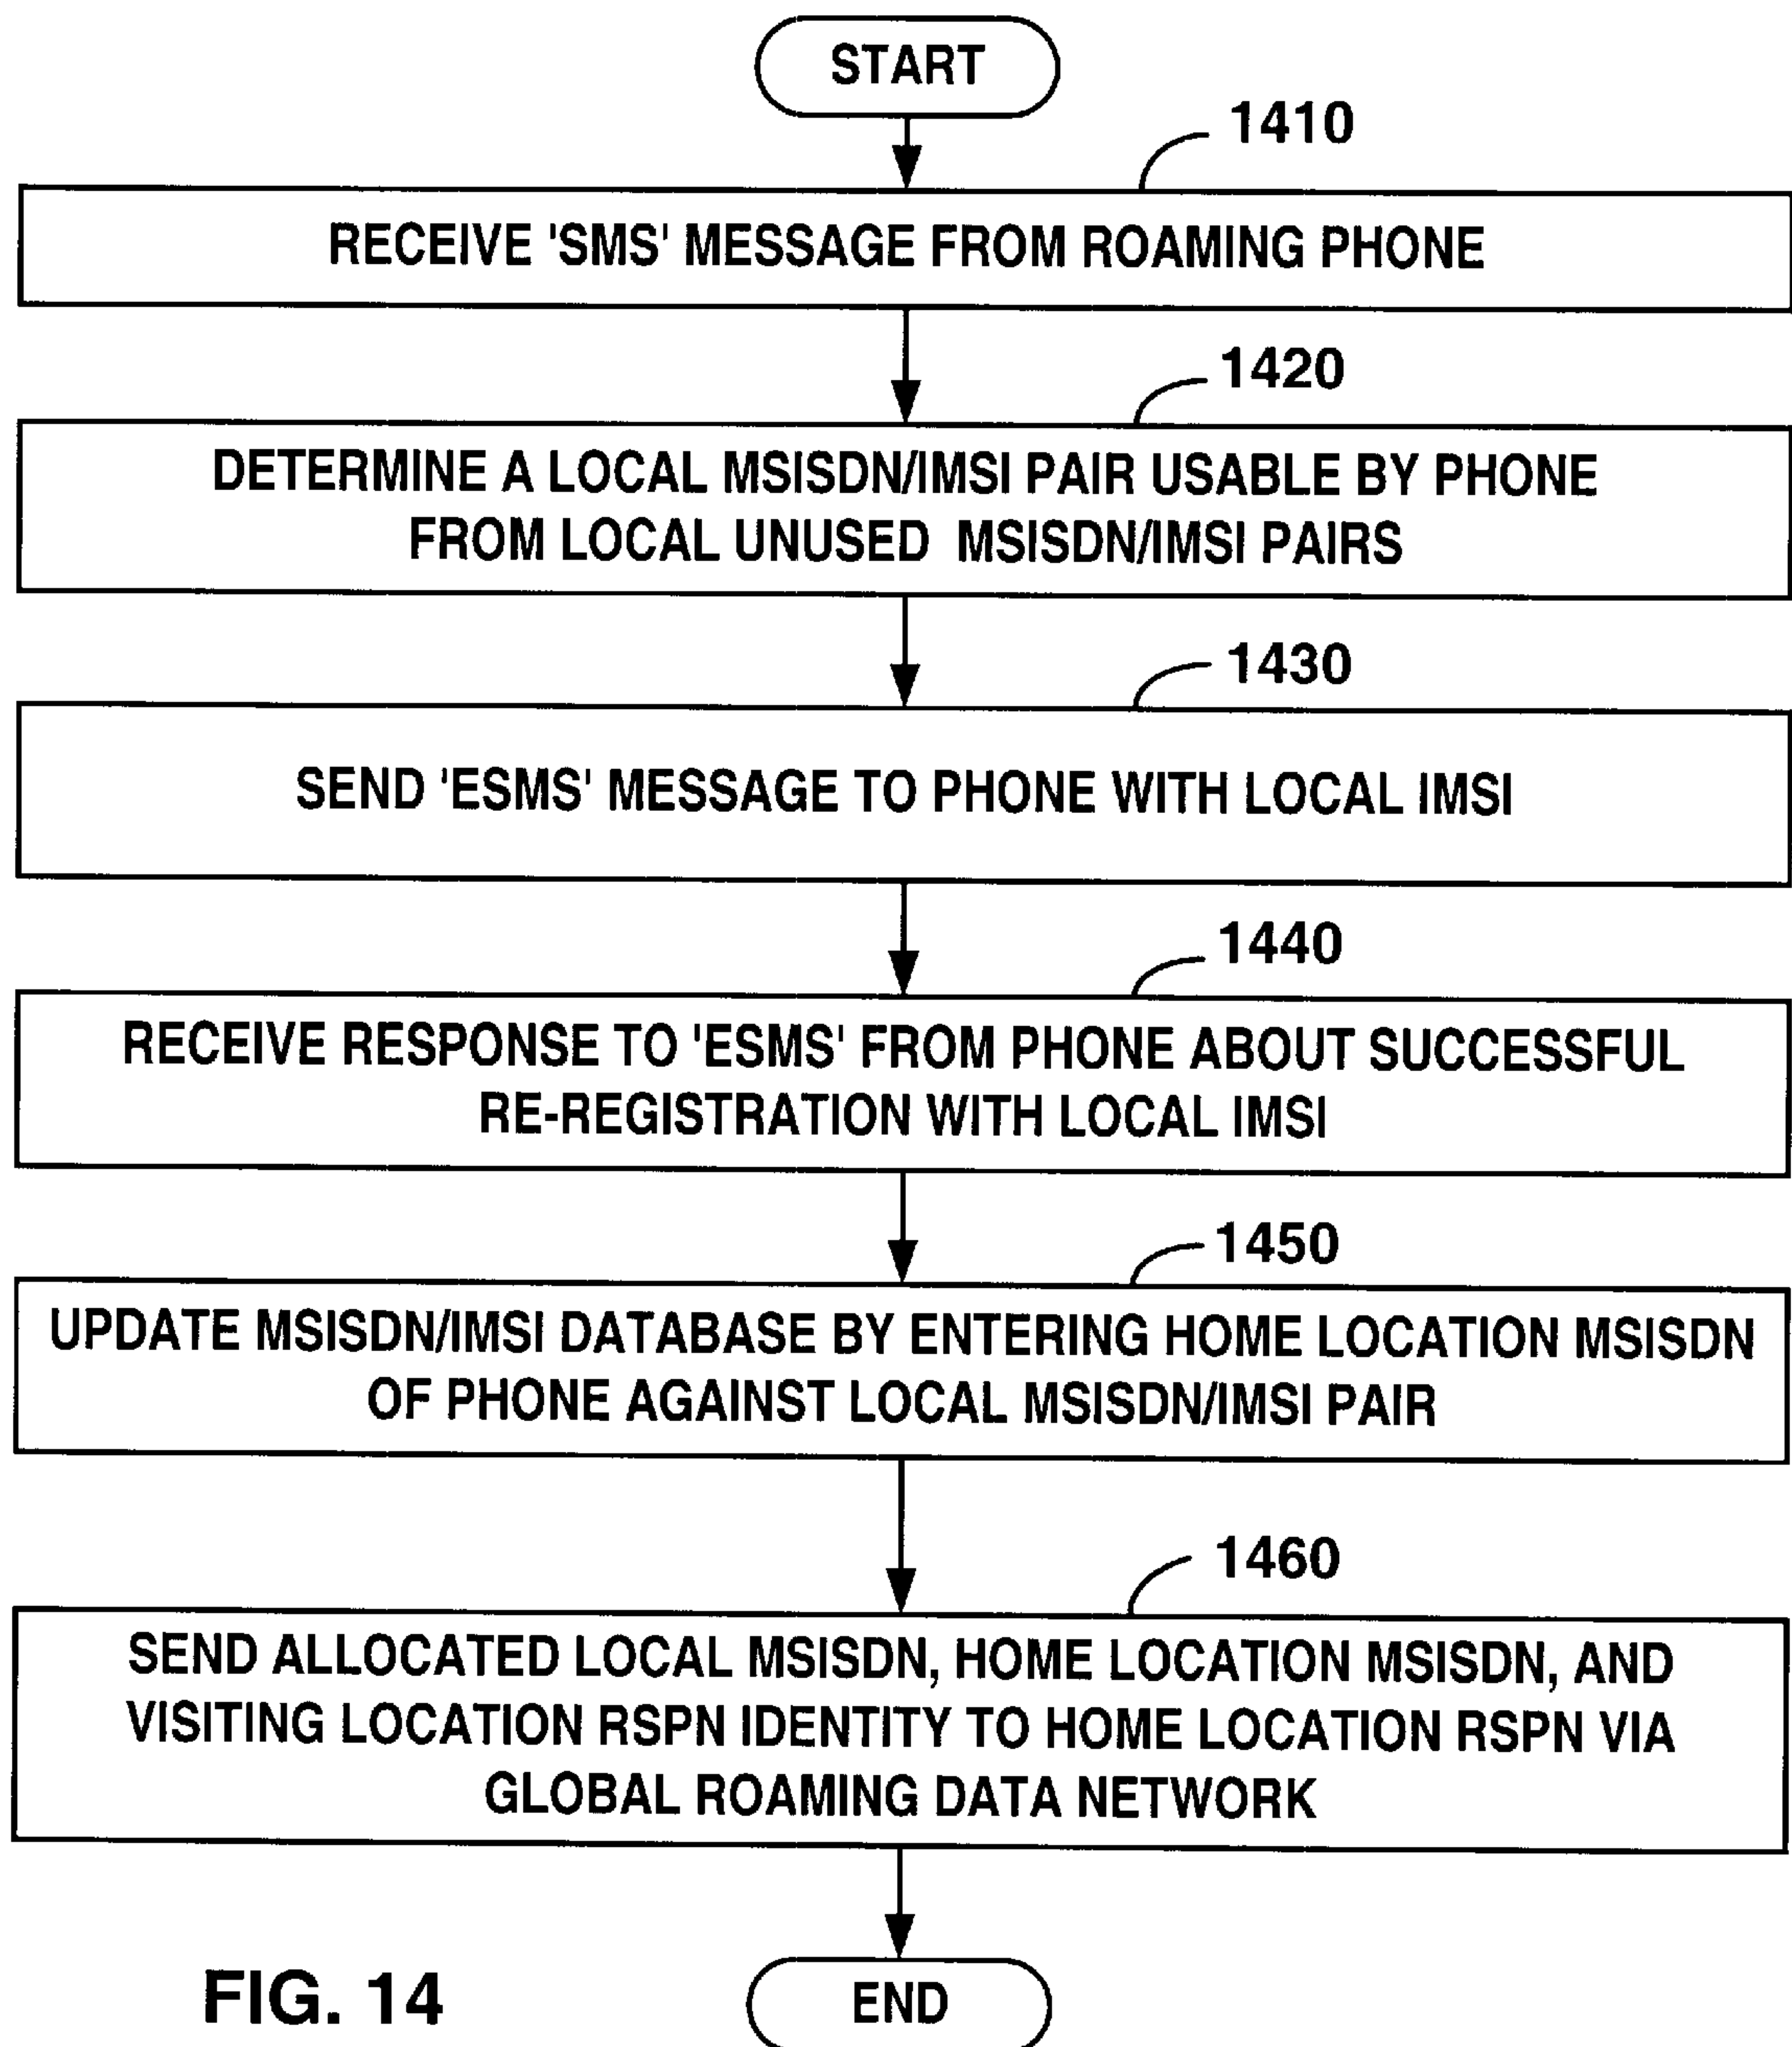 START
1410
RECEIVE 'SMS' MESSAGE FROM ROAMING PHONE
1420
DETERMINE A LOCAL MSISDN/IMSI PAIR USABLE BY PHONE
FROM LOCAL UNUSED MSISDN/IMSI PAIRS
1430
SEND 'ESMS' MESSAGE TO PHONE WITH LOCAL IMSI
1440
RECEIVE RESPONSE TO 'ESMS' FROM PHONE ABOUT SUCCESSFUL
RE-REGISTRATION WITH LOCAL IMSI
1450
UPDATE MSISDN/IMSI DATABASE BY ENTERING HOME LOCATION MSISDN
OF PHONE AGAINST LOCAL MSISDN/IMSI PAIR
1460
SEND ALLOCATED LOCAL MSISDN, HOME LOCATION MSISDN, AND
VISITING LOCATION RSPN IDENTITY TO HOME LOCATION RSPN VIA
GLOBAL ROAMING DATA NETWORK
FIG. 14
END